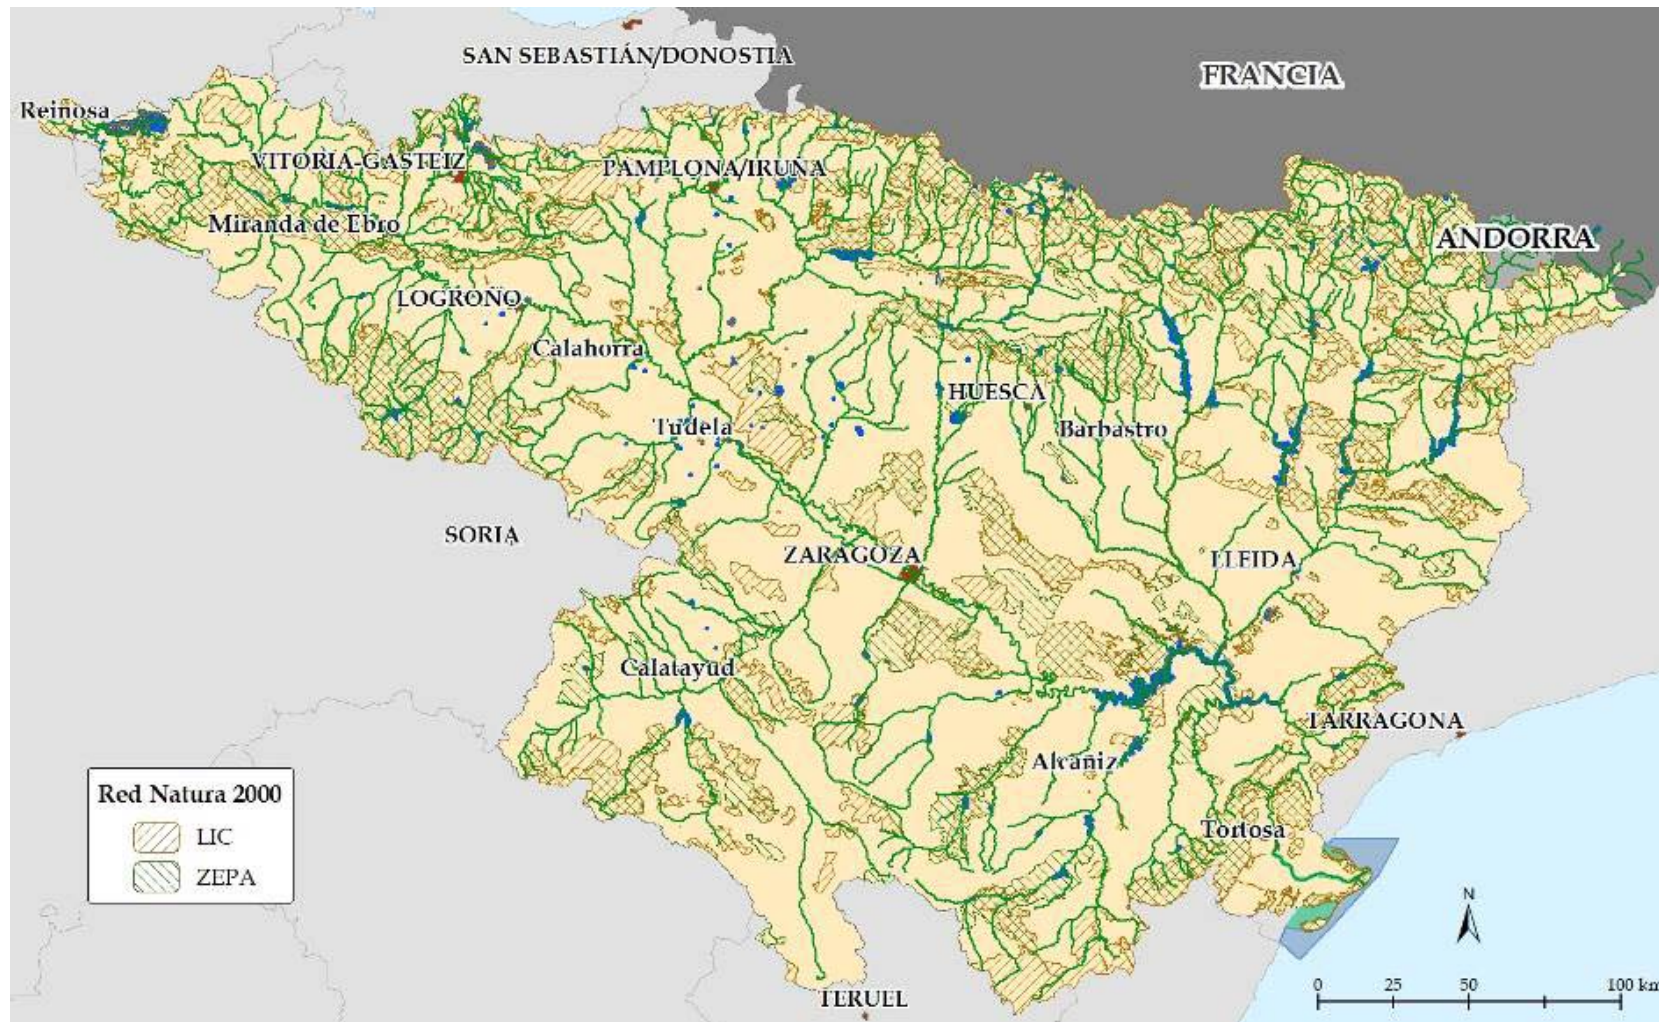 SAN SEBASTIÁN/DONOSTIA
FRANCIA
Reinosa
VITORIA-GASTEIZ
PAMPLONA/IRUÑA
Miranda de Ebro
ANDORRA
LOGROÑO
Calahorra
HUESCA
Tudela
Barbastro
SORIA
ZARAGOZA
LLEIDA
Calatayud
TARRAGONA
Alcañiz
Red Natura 2000
LIC
ZEPA
Tortosa
N
0 25 50 100 km
TERUEL